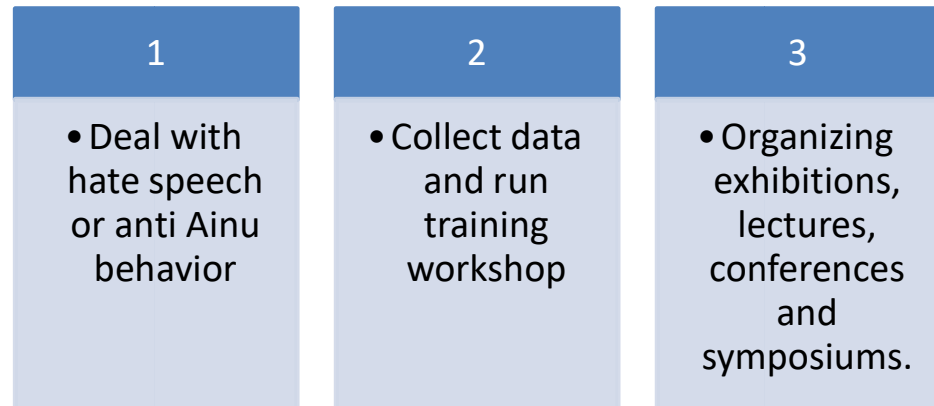 1
•Deal with
hate speech
or anti Ainu
behavior
2
•Collect data
and run
training
workshop
3
•Organizing
exhibitions,
lectures,
conferences
and
symposiums.